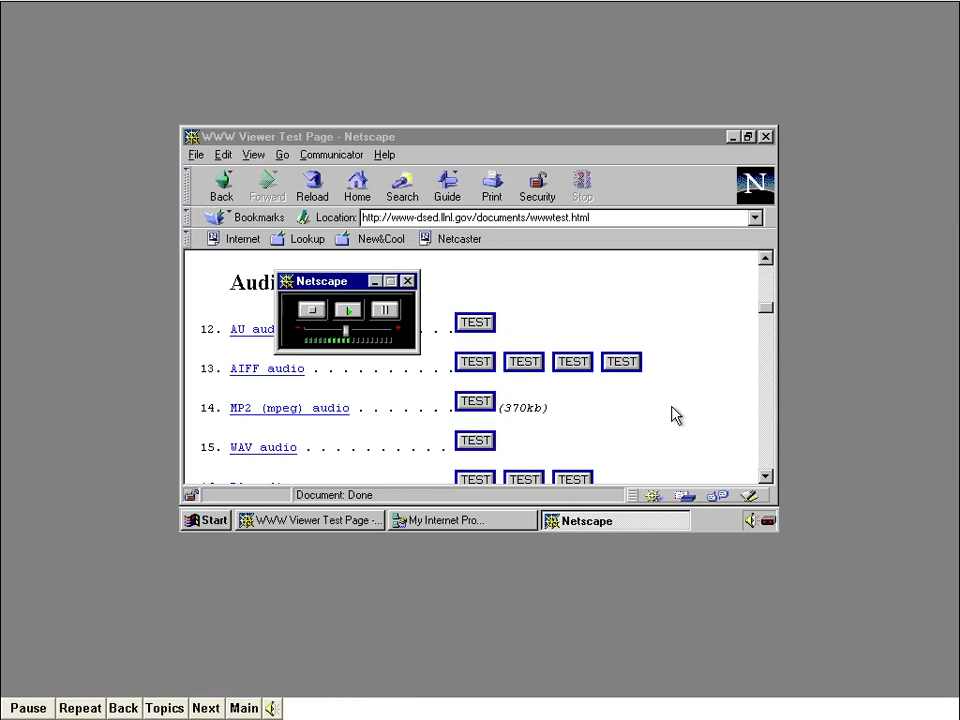 WWW Viewer Test Page - Netscape
File Edit View Go Communicator Help
N
Back Forward Reload Home Search Guide Print Security Stop
Bookmarks Location: http://www-dsed.llnl.gov/documents/wwwtest.html
Internet Lookup New&Cool Netcaster
Audi
Netscape
12. AU aud . . TEST
13. AIFF audio . . . . . . . . . . TEST TEST TEST TEST
14. MP2 (mpeg) audio . . . . . . . TEST (370kb)
15. WAV audio . . . . . . . . . . TEST
TEST TEST TEST
Document: Done
Start WWW Viewer Test Page -... My Internet Pro... Netscape
Pause Repeat Back Topics Next Main